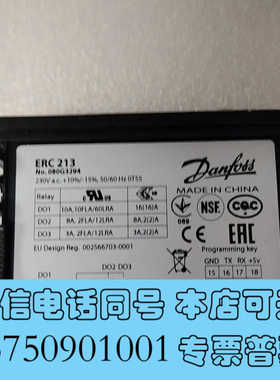 ERC 213
No. 080G3294
230V a.c. +10%/-15%, 50/60 Hz 0T55
Danfoss
MADE IN CHINA
Relay
DO1 10A,10FLA/60LRA 16(16)A
DO2 8A, 2FLA/12LRA 8A,2(2)A
DO3 3A, 2FLA/12LRA 3A,2(2)A
NSF
CQC
EAC
EU Design Reg. 002566703-0001
Programming key
GND TX RX +5v
15 16 17 18
DO2 DO3
DO1
信电话同号 本店可
3750901001 专票普票